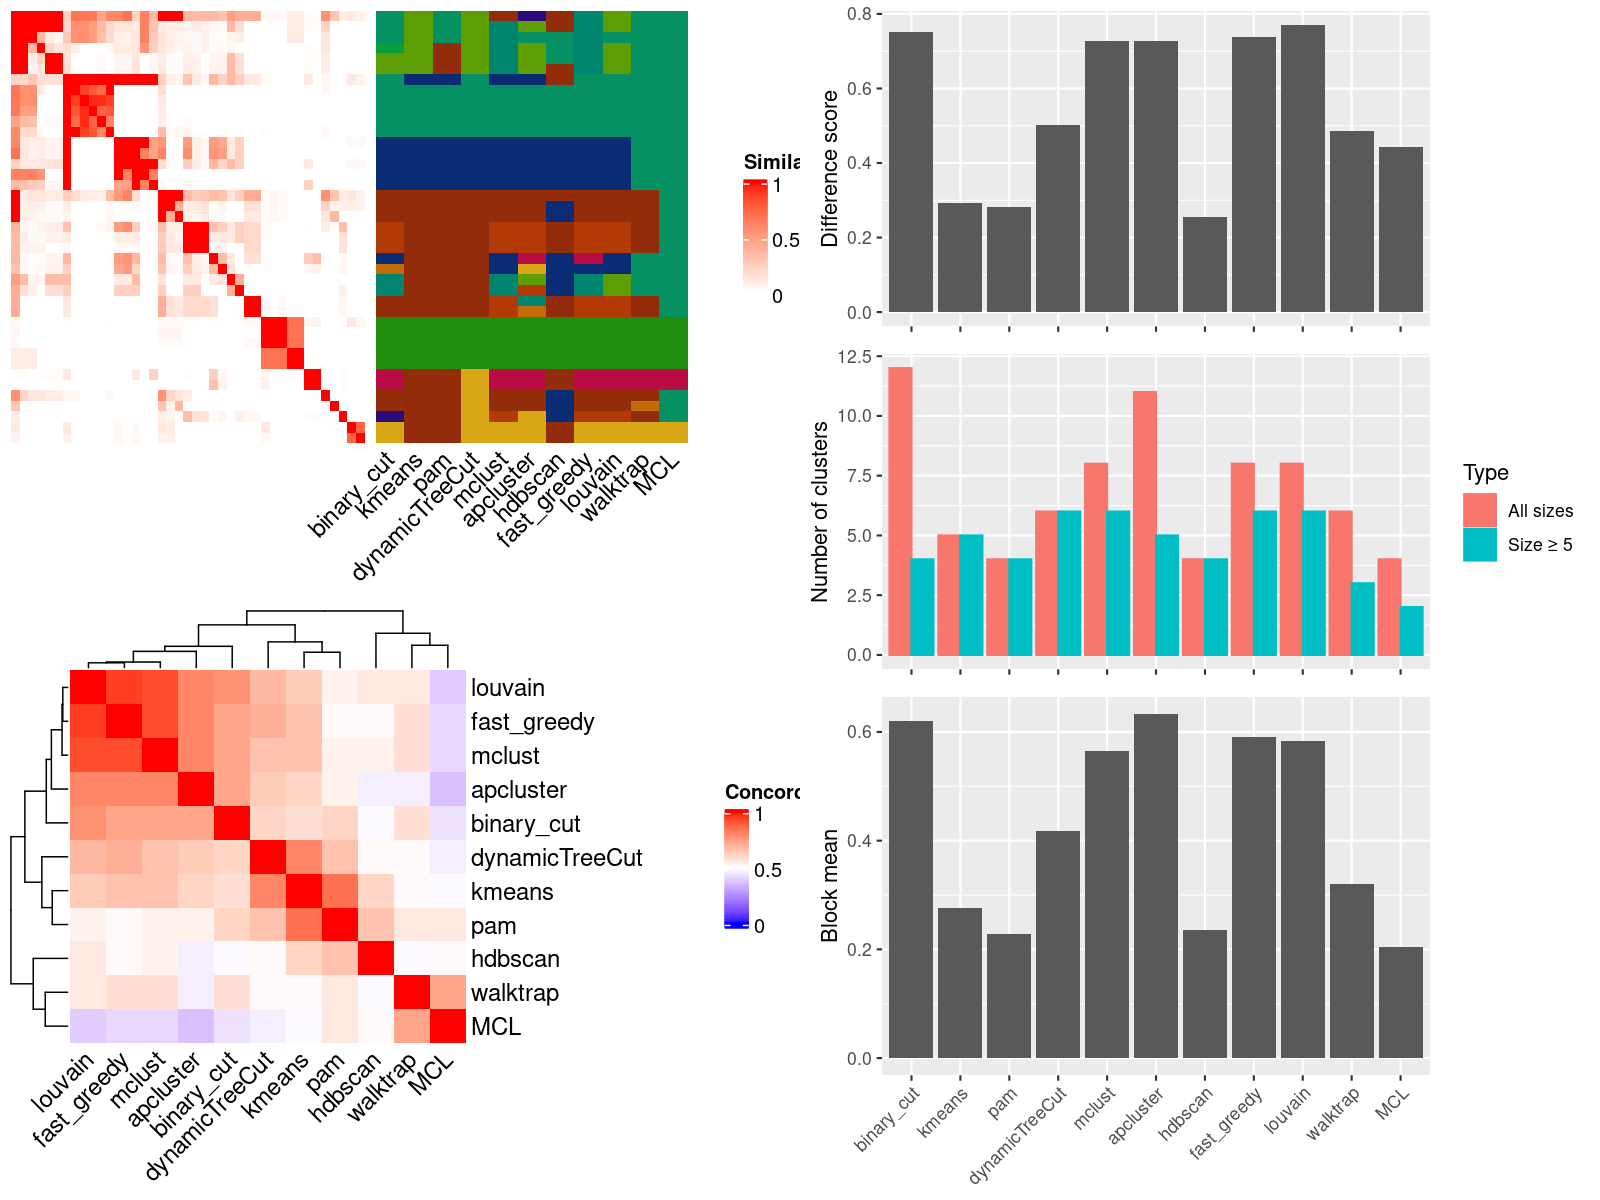 Simila
1
0.5
0
binary_cut
kmeans
pam
dynamicTreeCut
mclust
apcluster
hdbscan
fast_greedy
louvain
walktrap
MCL
louvain
fast_greedy
mclust
apcluster
binary_cut
dynamicTreeCut
kmeans
pam
hdbscan
walktrap
MCL
Concord
1
0.5
0
louvain
fast_greedy
mclust
apcluster
binary_cut
dynamicTreeCut
kmeans
pam
hdbscan
walktrap
MCL
Difference score
0.8
0.6
0.4
0.2
0.0
Number of clusters
12.5
10.0
7.5
5.0
2.5
0.0
Type
All sizes
Size ≥ 5
Block mean
0.6
0.4
0.2
0.0
binary_cut
kmeans
pam
dynamicTreeCut
mclust
apcluster
hdbscan
fast_greedy
louvain
walktrap
MCL